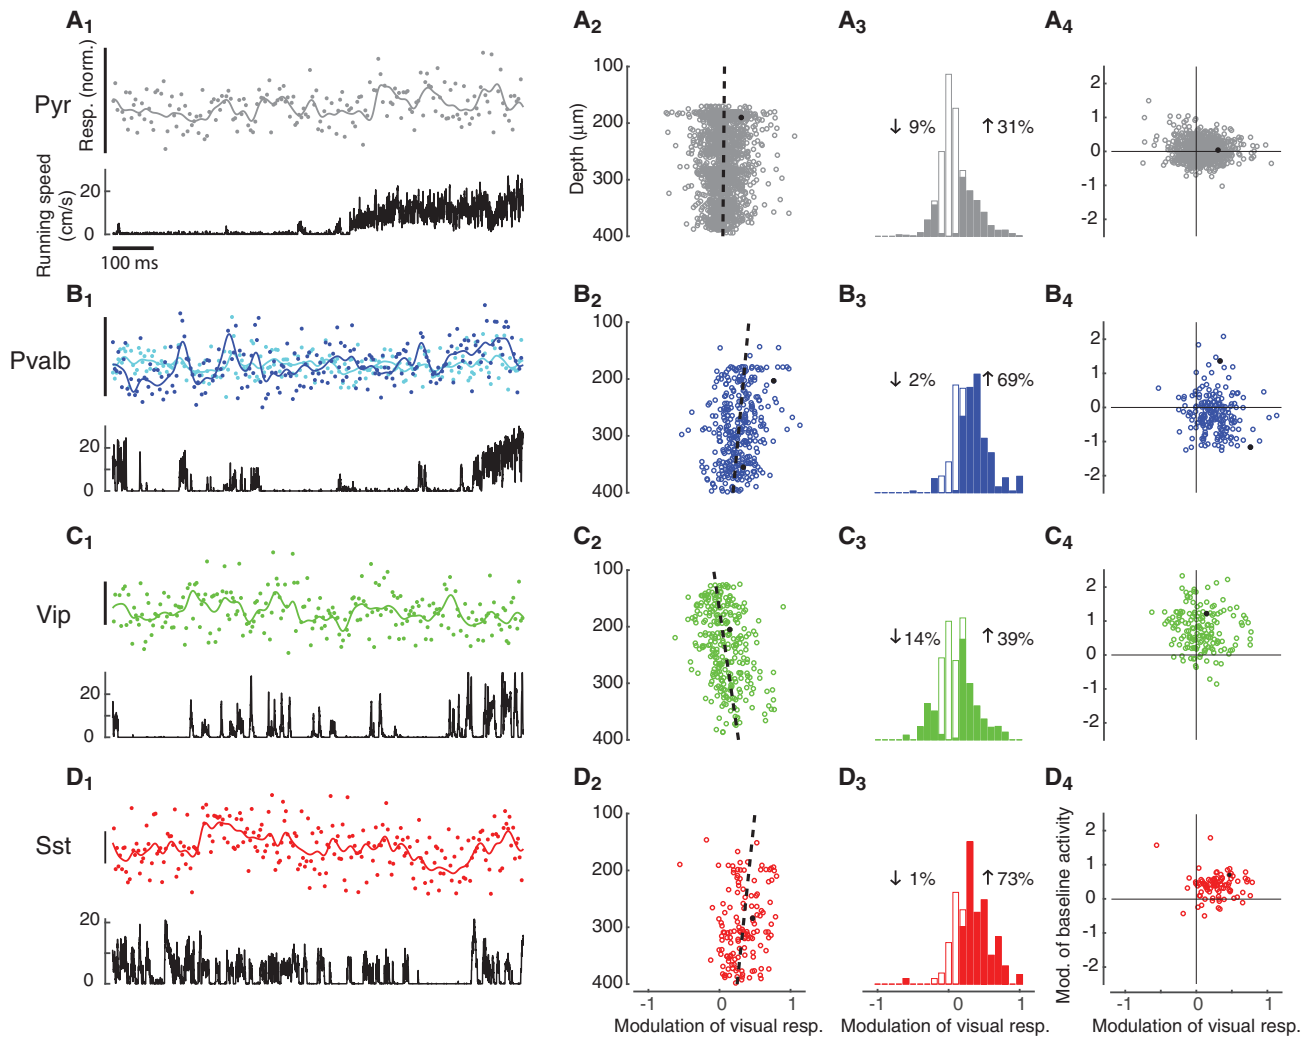 A1
A2
A3
A4
Pyr
Resp. (norm.)
Running speed
(cm/s)
20
0
100 ms
Depth (μm)
100
200
300
400
↓ 9%
↑31%
2
1
0
-1
-2
B1
B2
B3
B4
Pvalb
20
0
100
200
300
400
↓ 2%
↑69%
2
1
0
-1
-2
C1
C2
C3
C4
Vip
20
0
100
200
300
400
↓14%
↑39%
2
1
0
-1
-2
D1
D2
D3
D4
Sst
20
0
100
200
300
400
↓ 1%
↑73%
Mod. of baseline activity
2
1
0
-1
-2
-1 0 1
-1 0 1
-1 0 1
Modulation of visual resp.
Modulation of visual resp.
Modulation of visual resp.